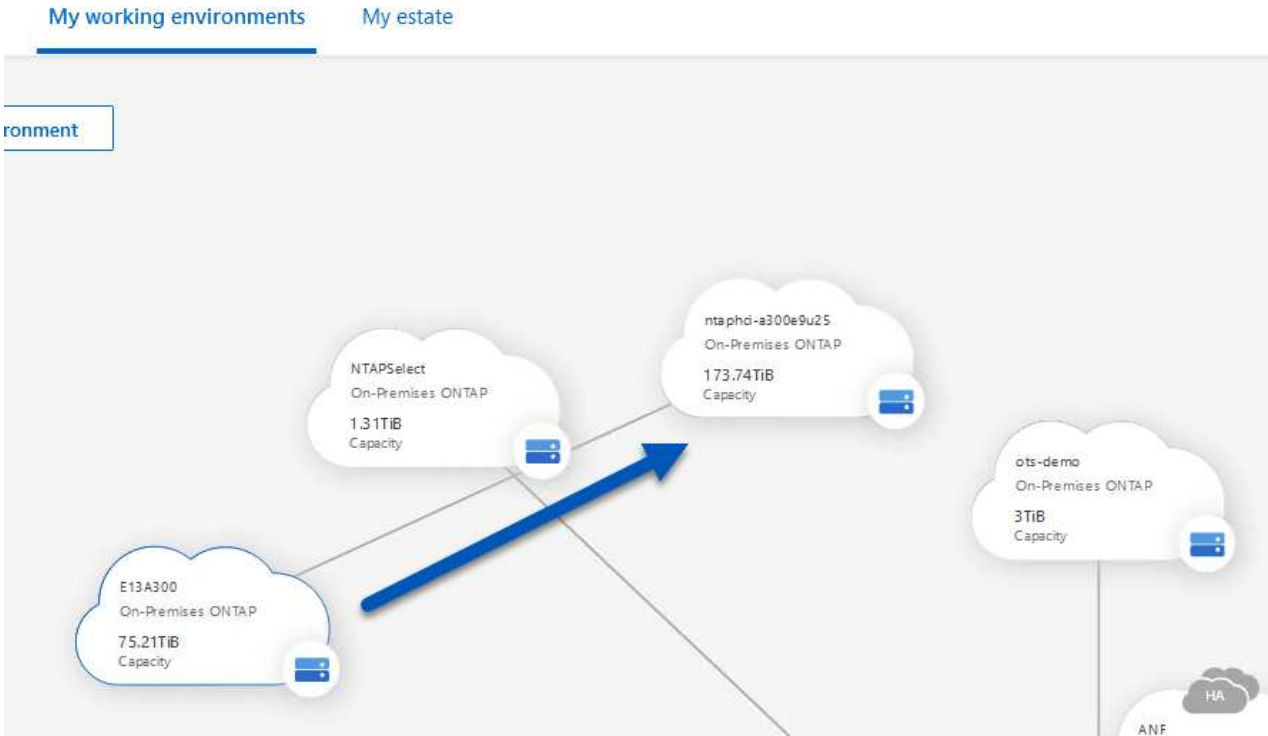 My working environments
My estate
ronment
ntaphci-a300e9u25
On-Premises ONTAP
173.74TiB
Capacity
NTAPSelect
On-Premises ONTAP
1.31TiB
Capacity
ots-demo
On-Premises ONTAP
3TiB
Capacity
E13A300
On-Premises ONTAP
75.21TiB
Capacity
HA
ANF